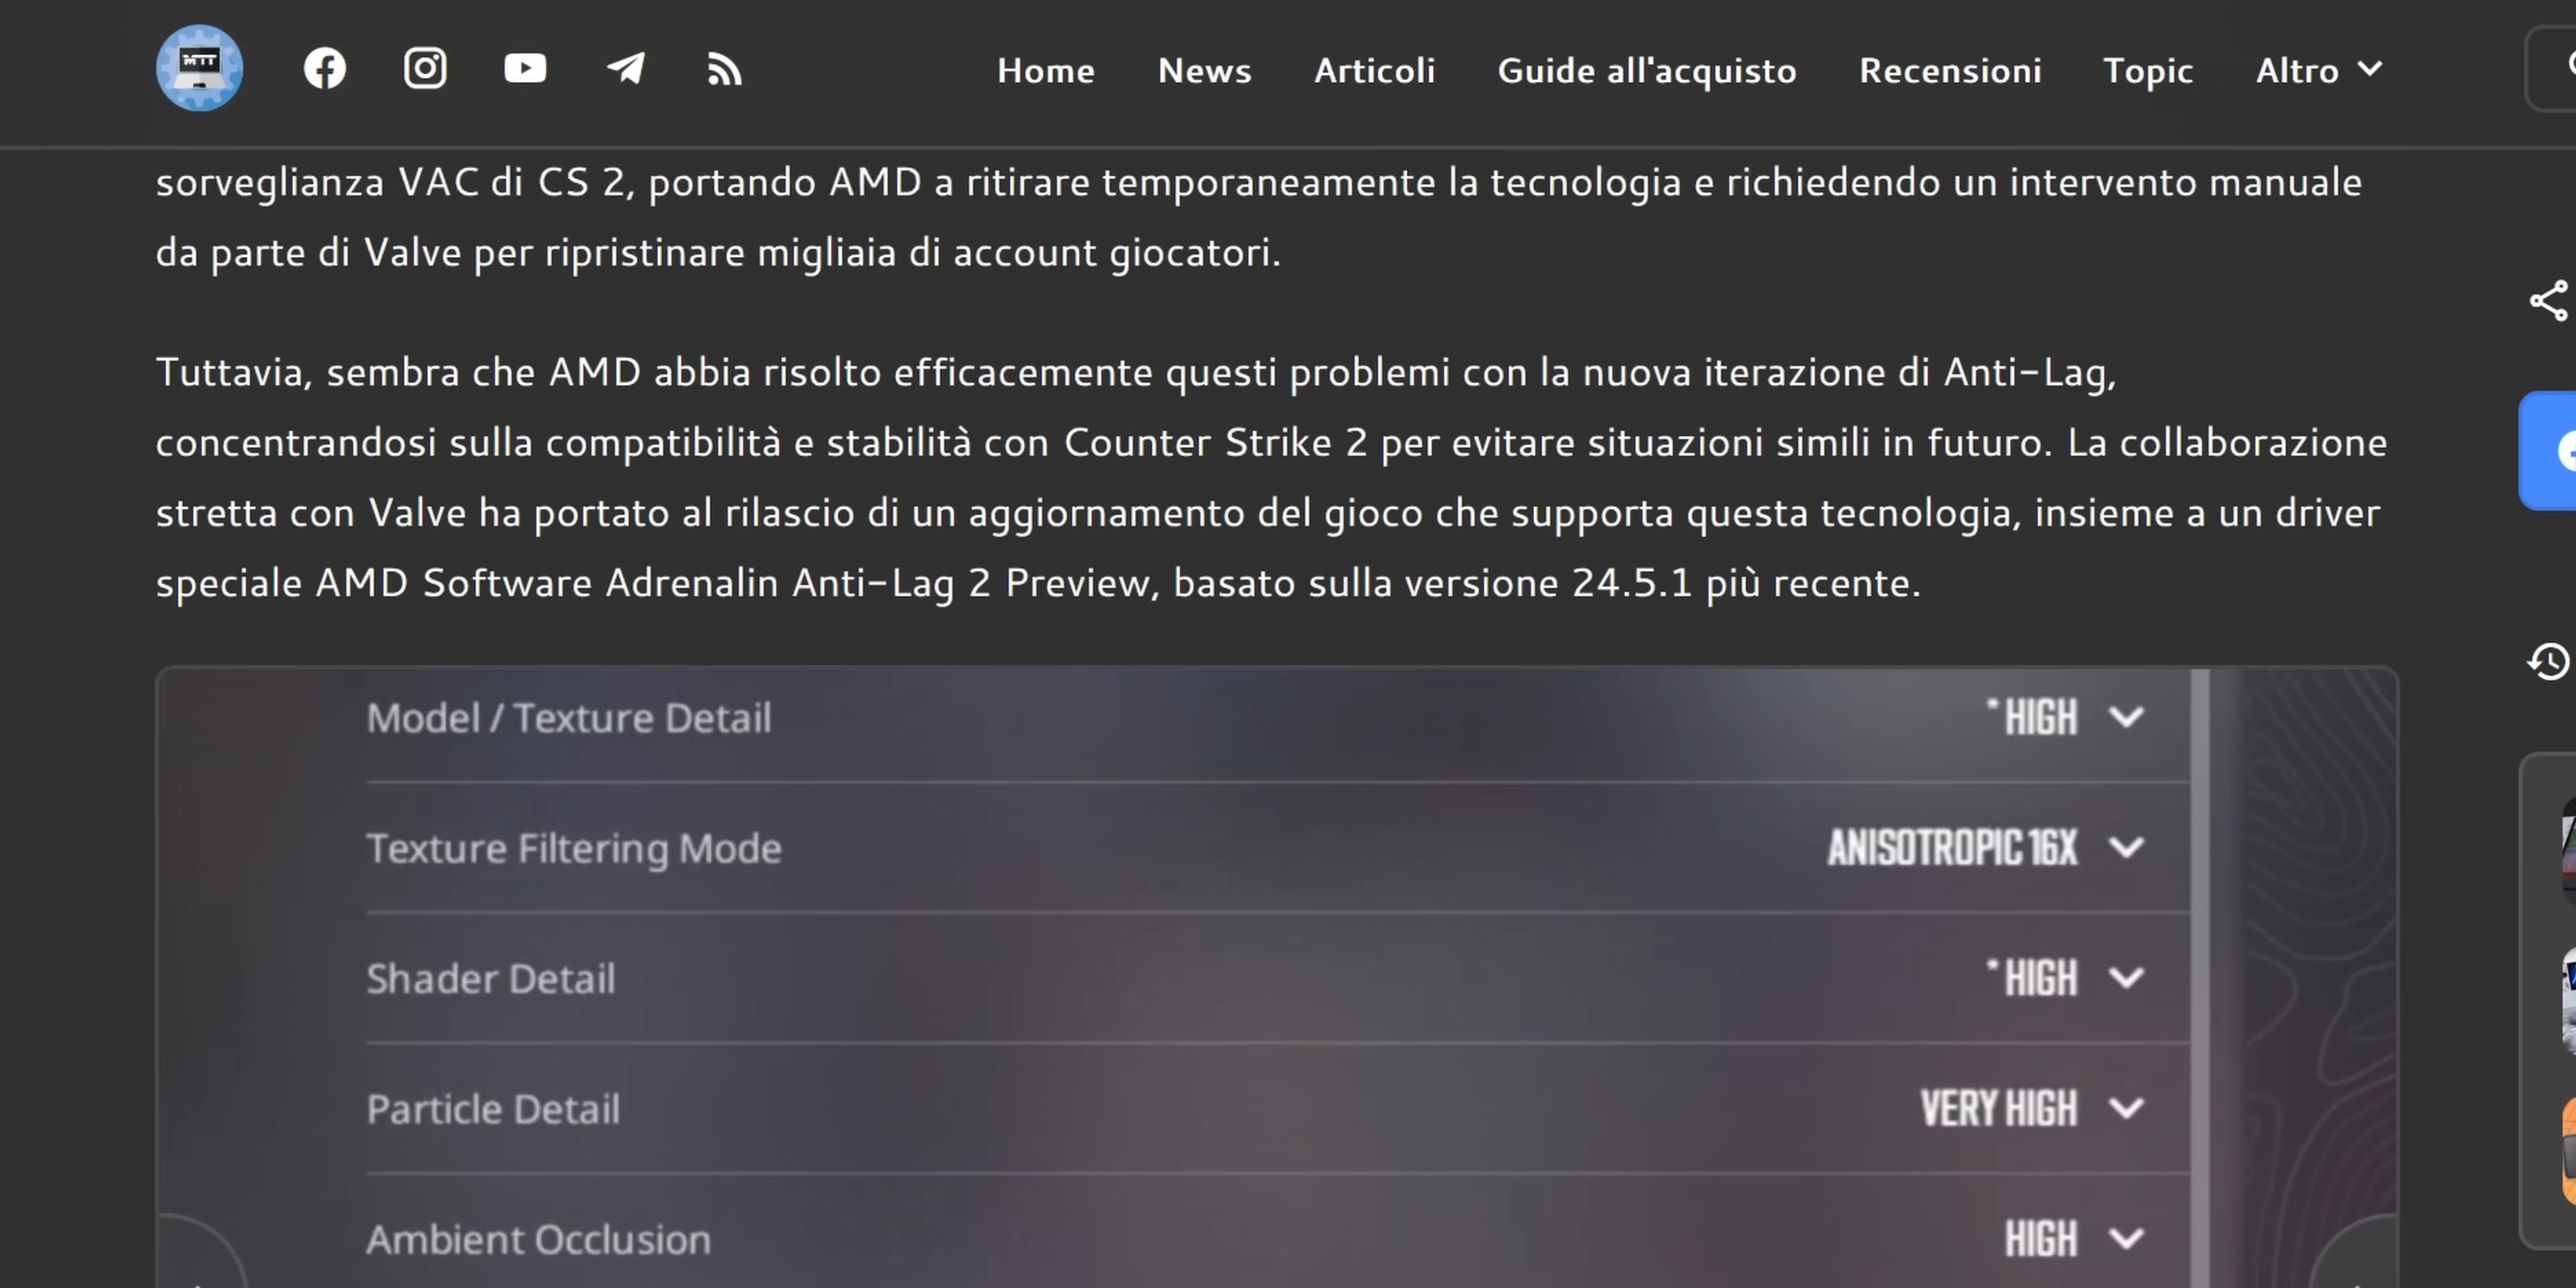 MTT
Home News Articoli Guide all'acquisto Recensioni Topic Altro
sorveglianza VAC di CS 2, portando AMD a ritirare temporaneamente la tecnologia e richiedendo un intervento manuale
da parte di Valve per ripristinare migliaia di account giocatori.
Tuttavia, sembra che AMD abbia risolto efficacemente questi problemi con la nuova iterazione di Anti-Lag,
concentrandosi sulla compatibilità e stabilità con Counter Strike 2 per evitare situazioni simili in futuro. La collaborazione
stretta con Valve ha portato al rilascio di un aggiornamento del gioco che supporta questa tecnologia, insieme a un driver
speciale AMD Software Adrenalin Anti-Lag 2 Preview, basato sulla versione 24.5.1 più recente.
Model / Texture Detail * HIGH
Texture Filtering Mode ANISOTROPIC 16X
Shader Detail * HIGH
Particle Detail VERY HIGH
Ambient Occlusion HIGH